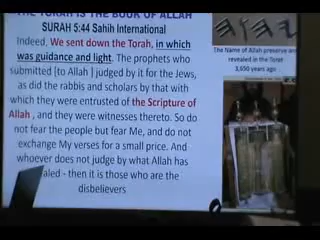 THE TORAH IS THE BOOK OF ALLAH
SURAH 5:44 Sahih International
Indeed, We sent down the Torah, in which
was guidance and light. The prophets who
submitted [to Allah ] judged by it for the Jews,
as did the rabbis and scholars by that with
which they were entrusted of the Scripture of
Allah , and they were witnesses thereto. So do
not fear the people but fear Me, and do not
exchange My verses for a small price. And
whoever does not judge by what Allah has
aled - then it is those who are the
disbelievers
The Name of Allah preserve an
revealed in the Torat
3,650 years ago